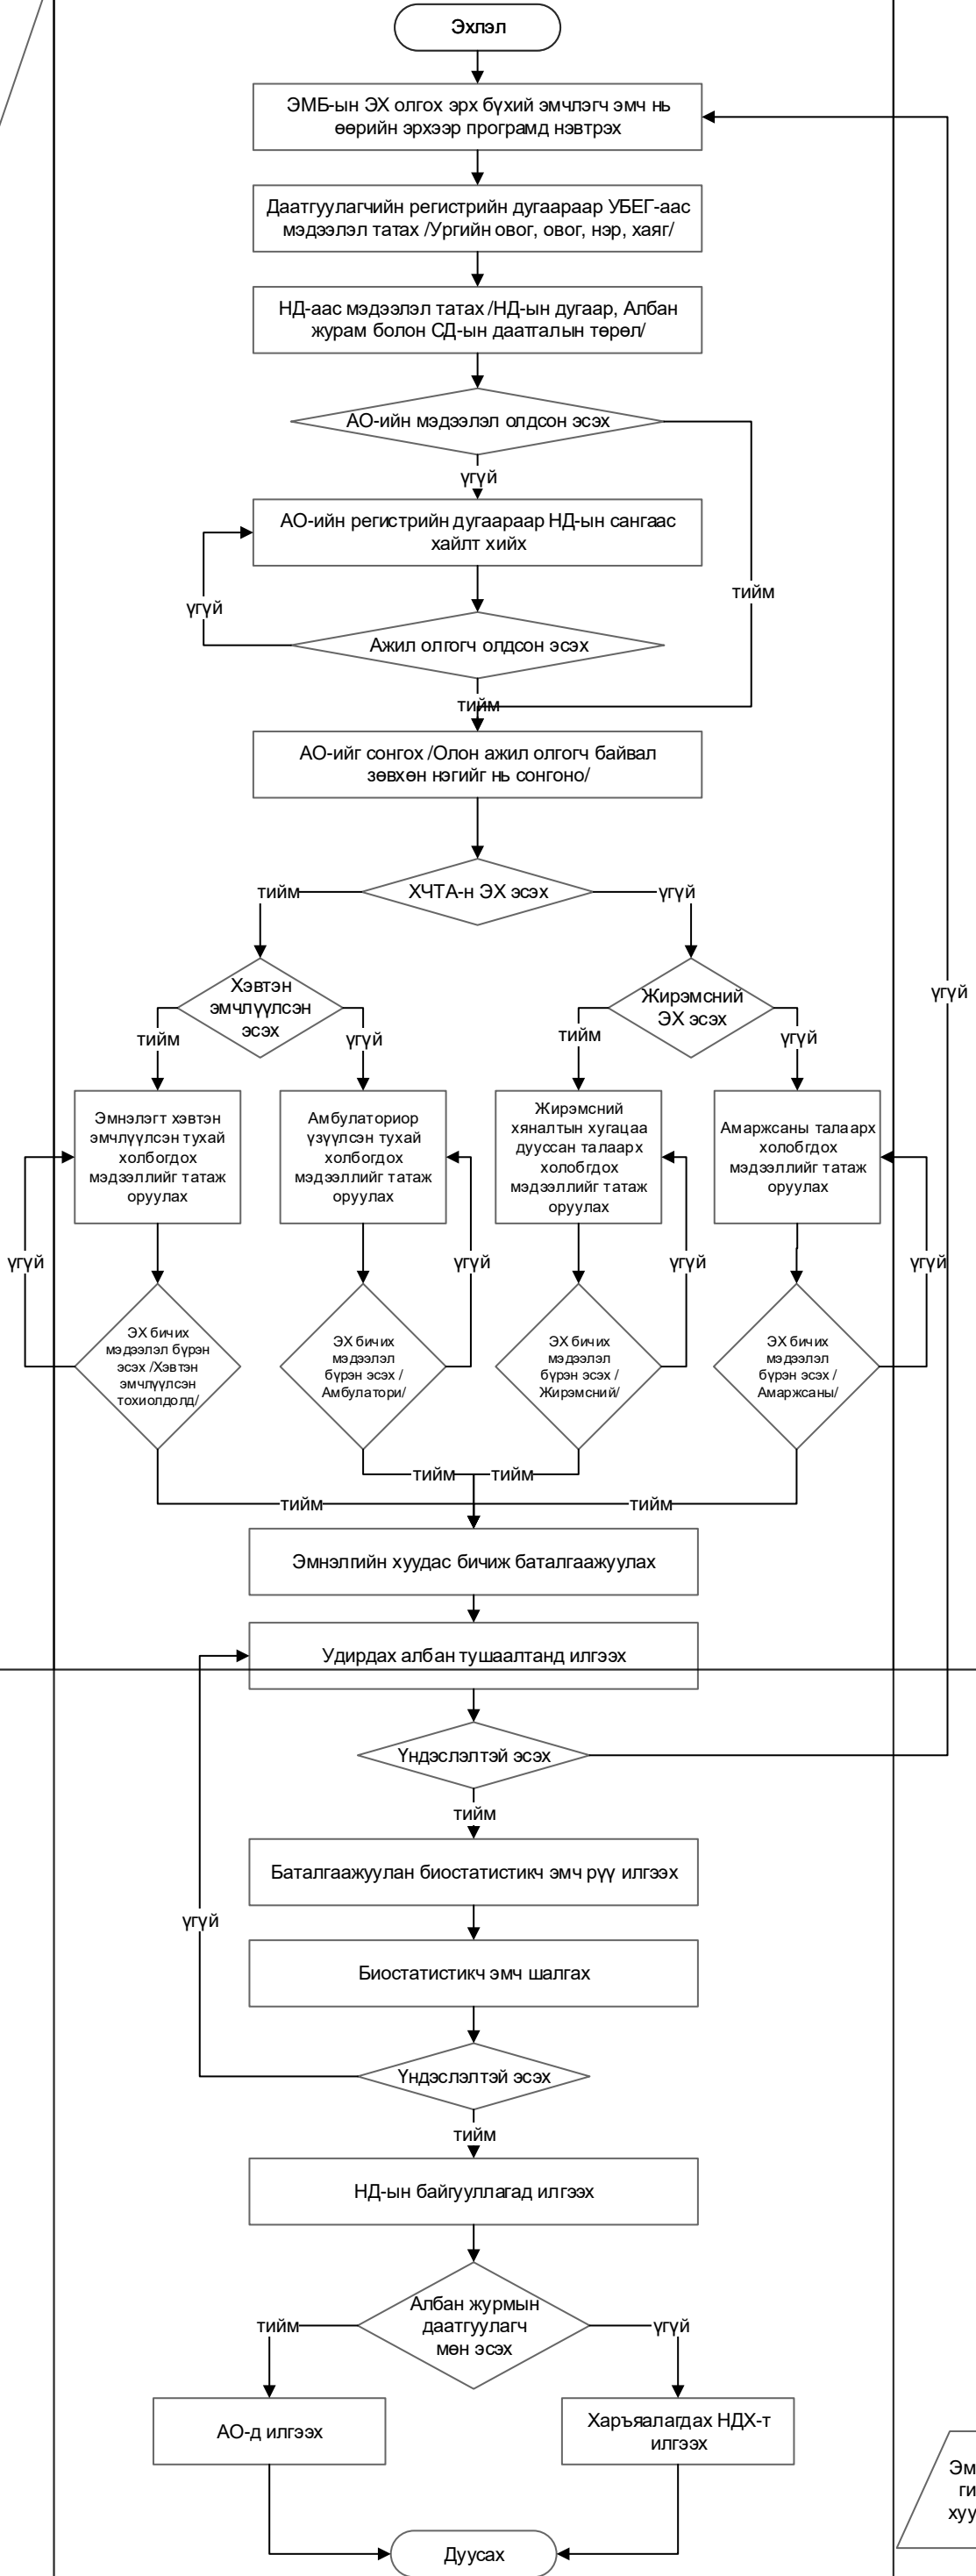 Эхлэл
ЭМБ-ын ЭХ олгох эрх бүхий эмчлэгч эмч нь
өөрийн эрхээр програмд нэвтрэх
Даатгуулагчийн регистрийн дугаараар УБЕГ-аас
мэдээлэл татах /Ургийн овог, овог, нэр, хаяг/
НД-аас мэдээлэл татах /НД-ын дугаар, Албан
журам болон СД-ын даатгалын төрөл/
АО-ийн мэдээлэл олдсон эсэх
үгүй
АО-ийн регистрийн дугаараар НД-ын сангаас
хайлт хийх
тийм
үгүй
Ажил олгогч олдсон эсэх
тийм
АО-ийг сонгох /Олон ажил олгогч байвал
зөвхөн нэгийг нь сонгоно/
тийм
ХЧТА-н ЭХ эсэх
үгүй
Хэвтэн
эмчлүүлсэн
эсэх
Жирэмсний
ЭХ эсэх
үгүй
тийм
үгүй
тийм
үгүй
Эмнэлэгт хэвтэн
эмчлүүлсэн тухай
холбогдох
мэдээллийг татаж
оруулах
Амбулаториор
үзүүлсэн тухай
холбогдох
мэдээллийг татаж
оруулах
Жирэмсний
хяналтын хугацаа
дууссан талаарх
холобгдох
мэдээллийг татаж
оруулах
Амаржсаны талаарх
холобгдох
мэдээллийг татаж
оруулах
үгүй
үгүй
үгүй
үгүй
ЭХ бичих
мэдээлэл бүрэн
эсэх /Хэвтэн
эмчлүүлсэн
тохиолдолд/
ЭХ бичих
мэдээлэл
бүрэн эсэх /
Амбулатори/
ЭХ бичих
мэдээлэл
бүрэн эсэх /
Жирэмсний/
ЭХ бичих
мэдээлэл
бүрэн эсэх /
Амаржсаны/
тийм
тийм
тийм
тийм
Эмнэлгийн хуудас бичиж баталгаажуулах
Удирдах албан тушаалтанд илгээх
Үндэслэлтэй эсэх
тийм
Баталгаажуулан биостатистикч эмч рүү илгээх
үгүй
Биостатистикч эмч шалгах
Үндэслэлтэй эсэх
тийм
НД-ын байгууллагад илгээх
Албан журмын
даатгуулагч
мөн эсэх
тийм
үгүй
АО-д илгээх
Харъяалагдах НДХ-т
илгээх
Эм
ги
хуу
Дуусах